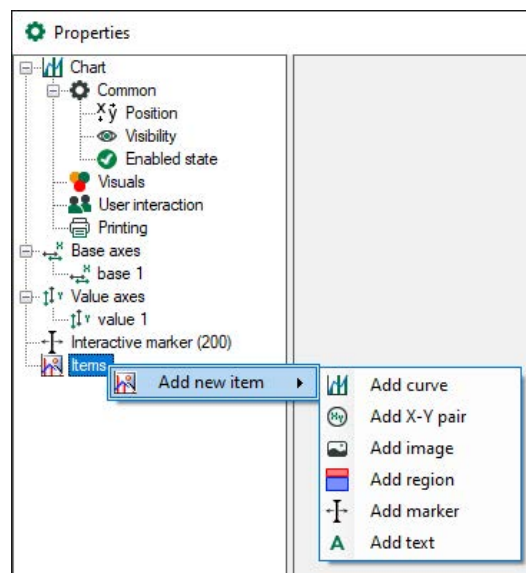 Properties
Chart
Common
Position
Visibility
Enabled state
Visuals
User interaction
Printing
Base axes
base 1
Value axes
value 1
Interactive marker (200)
Items
Add new item
Add curve
Add X-Y pair
Add image
Add region
Add marker
Add text